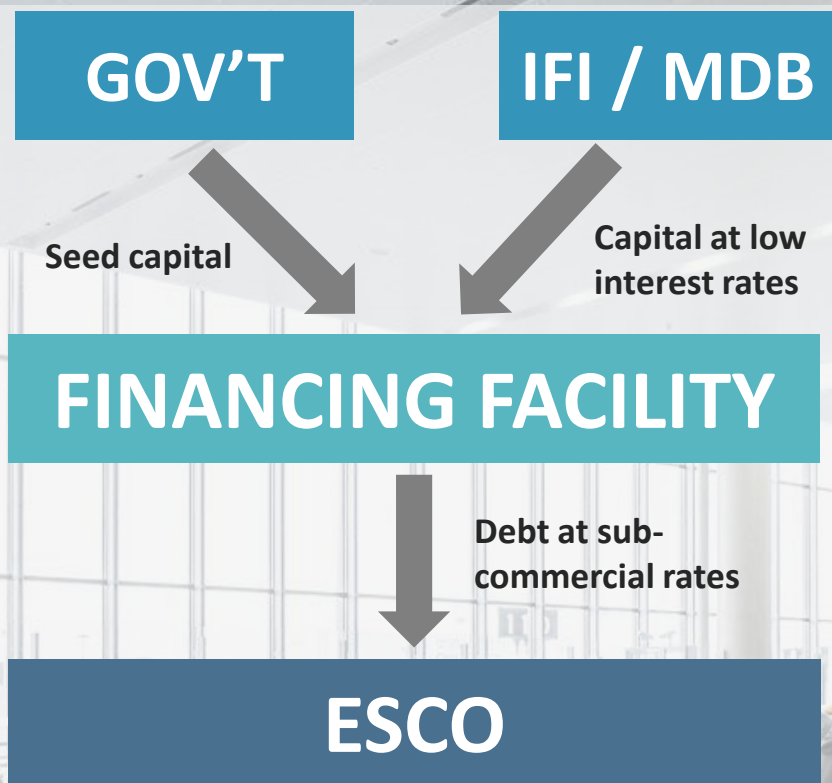 GOV’T
IFI / MDB
Seed capital
Capital at low
interest rates
FINANCING FACILITY
Debt at sub-
commercial rates
ESCO